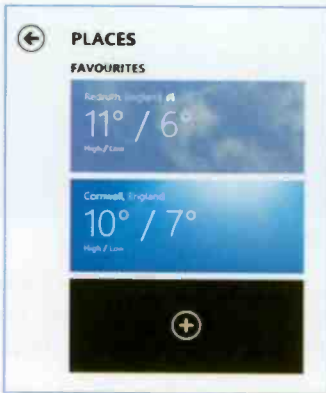 PLACES
FAVOURITES
Redruth, England
11° / 6°
High / Low
Cornwall, England
10° / 7°
High / Low